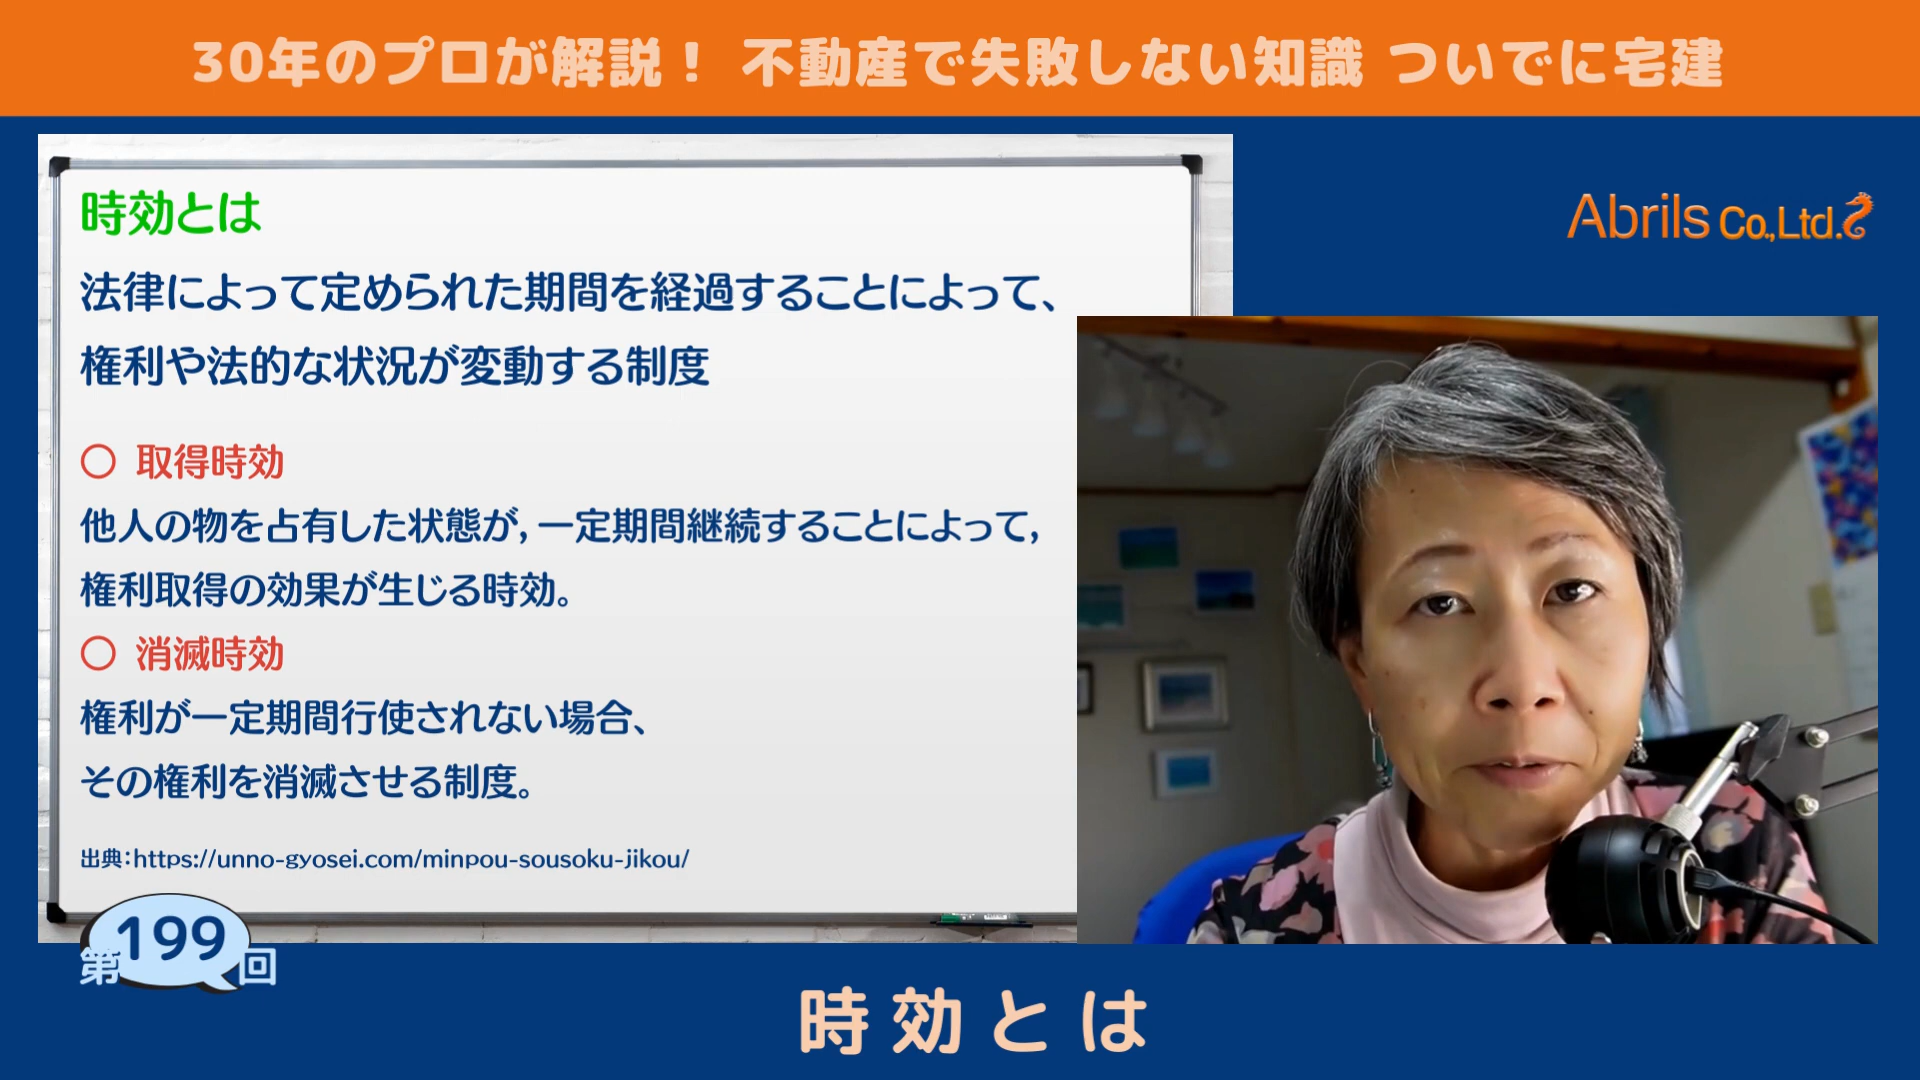 30年のプロが解説！ 不動産で失敗しない知識 ついでに宅建
Abrils Co.,Ltd.
時効とは
法律によって定められた期間を経過することによって、
権利や法的な状況が変動する制度
〇 取得時効
他人の物を占有した状態が，一定期間継続することによって，
権利取得の効果が生じる時効。
〇 消滅時効
権利が一定期間行使されない場合、
その権利を消滅させる制度。
出典：https://unno-gyosei.com/minpou-sousoku-jikou/
第199回
時効とは